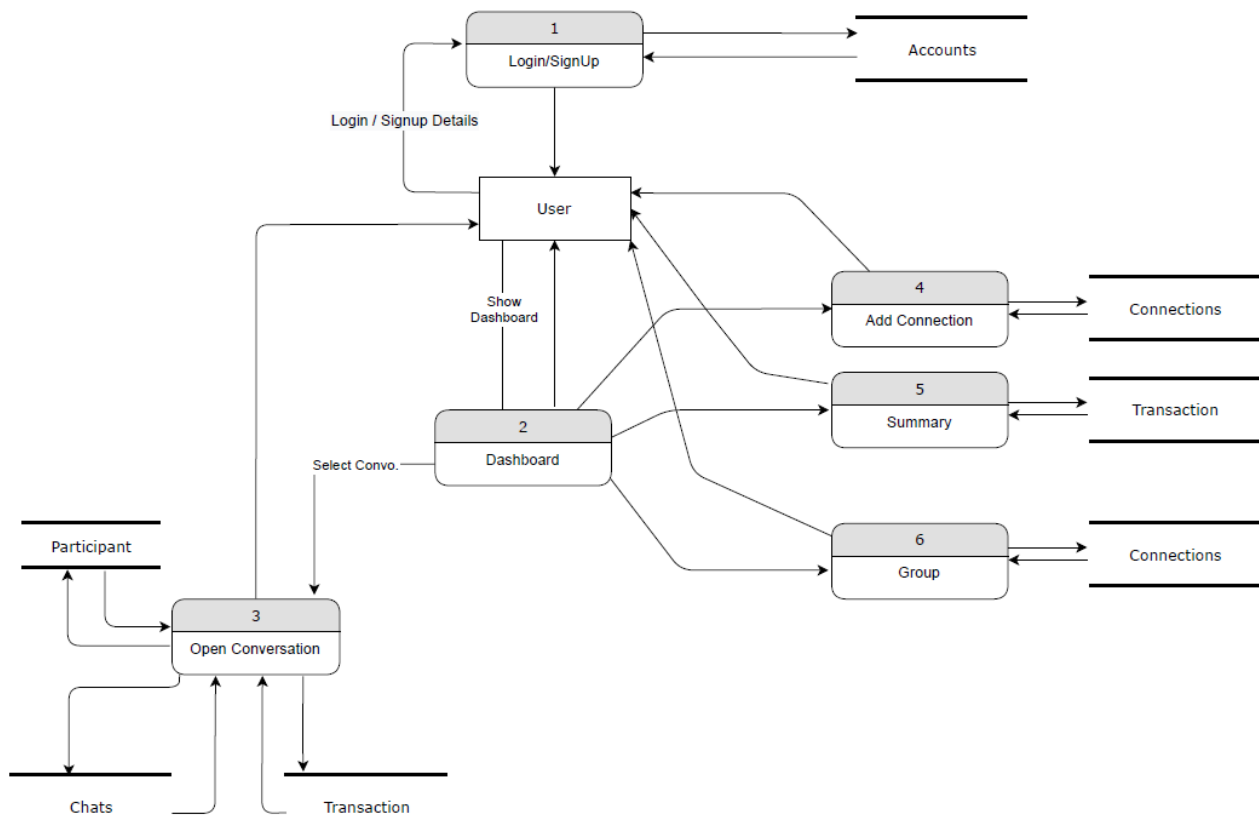 1
Login/SignUp
Accounts
Login / Signup Details
User
Show
Dashboard
4
Add Connection
Connections
5
Summary
Transaction
2
Dashboard
Select Convo.
6
Group
Connections
Participant
3
Open Conversation
Chats
Transaction